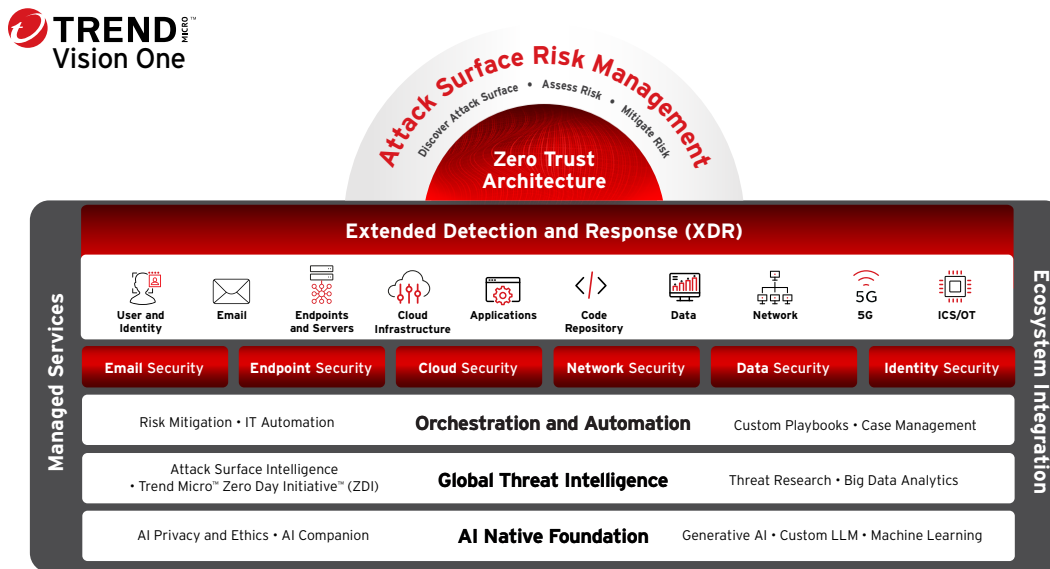 TREND MICRO™
Vision One
Attack Surface Risk Management
Discover Attack Surface • Assess Risk • Mitigate Risk
Zero Trust
Architecture
Extended Detection and Response (XDR)
User and
Identity
Email
Endpoints
and Servers
Cloud
Infrastructure
Applications
Code
Repository
Data
Network
5G
5G
ICS/OT
Managed Services
Ecosystem Integration
Email Security
Endpoint Security
Cloud Security
Network Security
Data Security
Identity Security
Risk Mitigation • IT Automation
Orchestration and Automation
Custom Playbooks • Case Management
Attack Surface Intelligence
• Trend Micro™ Zero Day Initiative™ (ZDI)
Global Threat Intelligence
Threat Research • Big Data Analytics
AI Privacy and Ethics • AI Companion
AI Native Foundation
Generative AI • Custom LLM • Machine Learning